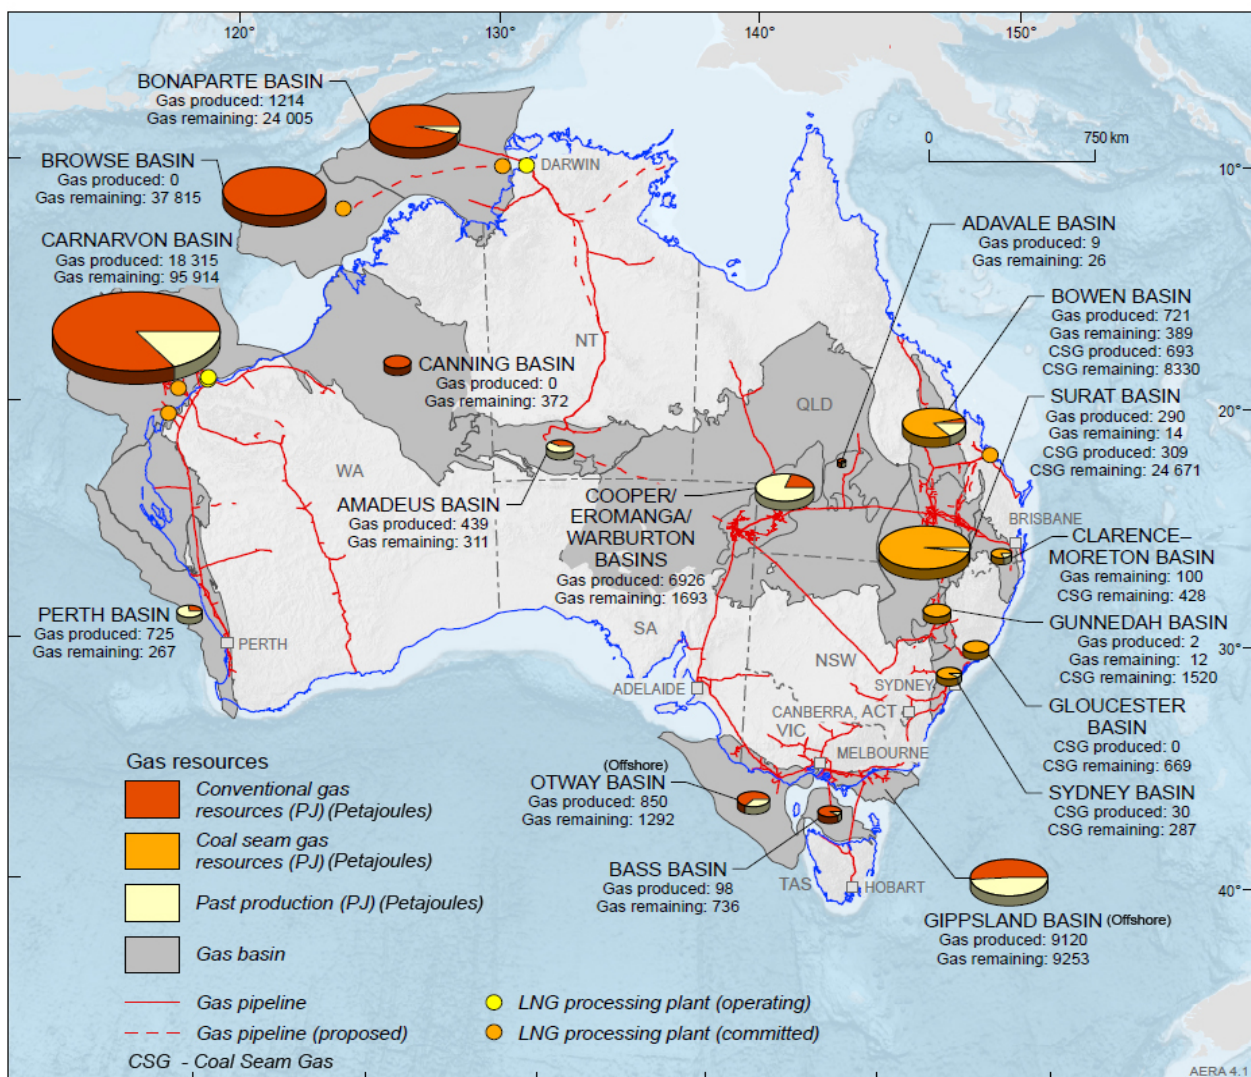 120°
130°
140°
150°
BONAPARTE BASIN
Gas produced: 1214
Gas remaining: 24 005
BROWSE BASIN
Gas produced: 0
Gas remaining: 37 815
CARNARVON BASIN
Gas produced: 18 315
Gas remaining: 95 914
DARWIN
0
750 km
10°
ADAVALE BASIN
Gas produced: 9
Gas remaining: 26
BOWEN BASIN
Gas produced: 721
Gas remaining: 389
CSG produced: 693
CSG remaining: 8330
SURAT BASIN
Gas produced: 290
Gas remaining: 14
CSG produced: 309
CSG remaining: 24 671
20°
NT
CANNING BASIN
Gas produced: 0
Gas remaining: 372
QLD
WA
AMADEUS BASIN
Gas produced: 439
Gas remaining: 311
COOPER/
EROMANGA/
WARBURTON
BASINS
Gas produced: 6926
Gas remaining: 1693
BRISBANE
CLARENCE–
MORETON BASIN
Gas remaining: 100
CSG remaining: 428
PERTH BASIN
Gas produced: 725
Gas remaining: 267
PERTH
SA
GUNNEDAH BASIN
Gas produced: 2
Gas remaining: 12
CSG remaining: 1520
30°
NSW
ADELAIDE
SYDNEY
CANBERRA, ACT
VIC
MELBOURNE
GLOUCESTER
BASIN
CSG produced: 0
CSG remaining: 669
SYDNEY BASIN
CSG produced: 30
CSG remaining: 287
(Offshore)
OTWAY BASIN
Gas produced: 850
Gas remaining: 1292
BASS BASIN
Gas produced: 98
Gas remaining: 736
TAS
HOBART
40°
GIPPSLAND BASIN (Offshore)
Gas produced: 9120
Gas remaining: 9253
Gas resources
Conventional gas
resources (PJ) (Petajoules)
Coal seam gas
resources (PJ) (Petajoules)
Past production (PJ) (Petajoules)
Gas basin
Gas pipeline
Gas pipeline (proposed)
CSG - Coal Seam Gas
LNG processing plant (operating)
LNG processing plant (committed)
AERA 4.1